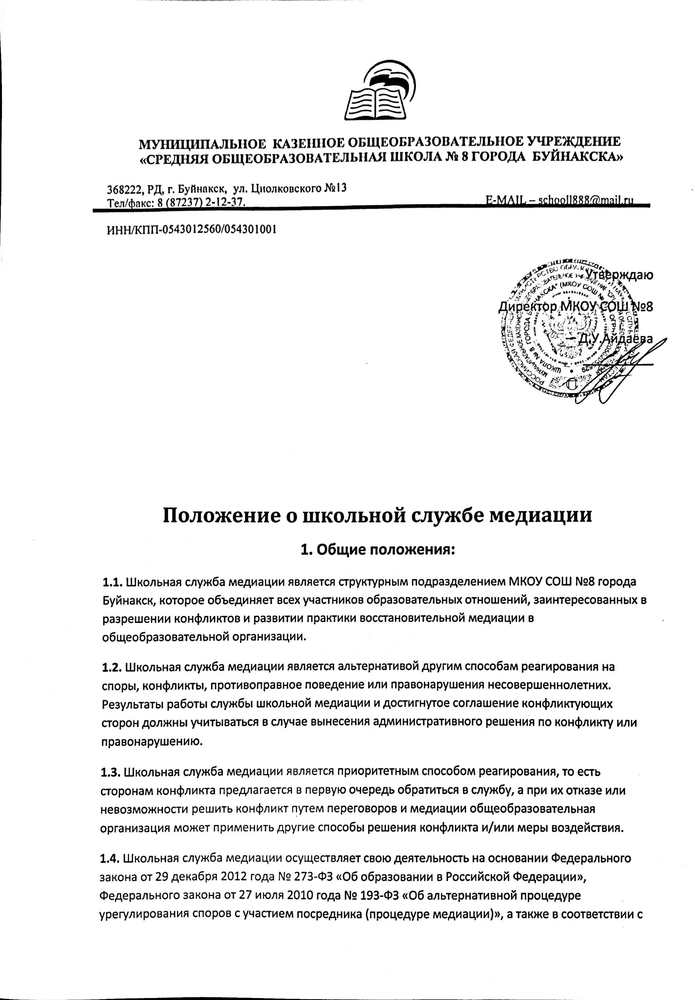 МУНИЦИПАЛЬНОЕ КАЗЕННОЕ ОБЩЕОБРАЗОВАТЕЛЬНОЕ УЧРЕЖДЕНИЕ
«СРЕДНЯЯ ОБЩЕОБРАЗОВАТЕЛЬНАЯ ШКОЛА № 8 ГОРОДА БУЙНАКСКА»
368222, РД, г. Буйнакск, ул. Циолковского №13
Тел/факс: 8 (87237) 2-12-37.
E-MAIL – schooll888@mail.ru
ИНН/КПП-0543012560/054301001
Утверждаю
Директор МКОУ СОШ №8
Д.У.Аидаева
Положение о школьной службе медиации
1. Общие положения:
1.1. Школьная служба медиации является структурным подразделением МКОУ СОШ №8 города
Буйнакск, которое объединяет всех участников образовательных отношений, заинтересованных в
разрешении конфликтов и развитии практики восстановительной медиации в
общеобразовательной организации.
1.2. Школьная служба медиации является альтернативой другим способам реагирования на
споры, конфликты, противоправное поведение или правонарушения несовершеннолетних.
Результаты работы службы школьной медиации и достигнутое соглашение конфликтующих
сторон должны учитываться в случае вынесения административного решения по конфликту или
правонарушению.
1.3. Школьная служба медиации является приоритетным способом реагирования, то есть
сторонам конфликта предлагается в первую очередь обратиться в службу, а при их отказе или
невозможности решить конфликт путем переговоров и медиации общеобразовательная
организация может применить другие способы решения конфликта и/или меры воздействия.
1.4. Школьная служба медиации осуществляет свою деятельность на основании Федерального
закона от 29 декабря 2012 года № 273-ФЗ «Об образовании в Российской Федерации»,
Федерального закона от 27 июля 2010 года № 193-ФЗ «Об альтернативной процедуре
урегулирования споров с участием посредника (процедуре медиации)», а также в соответствии с